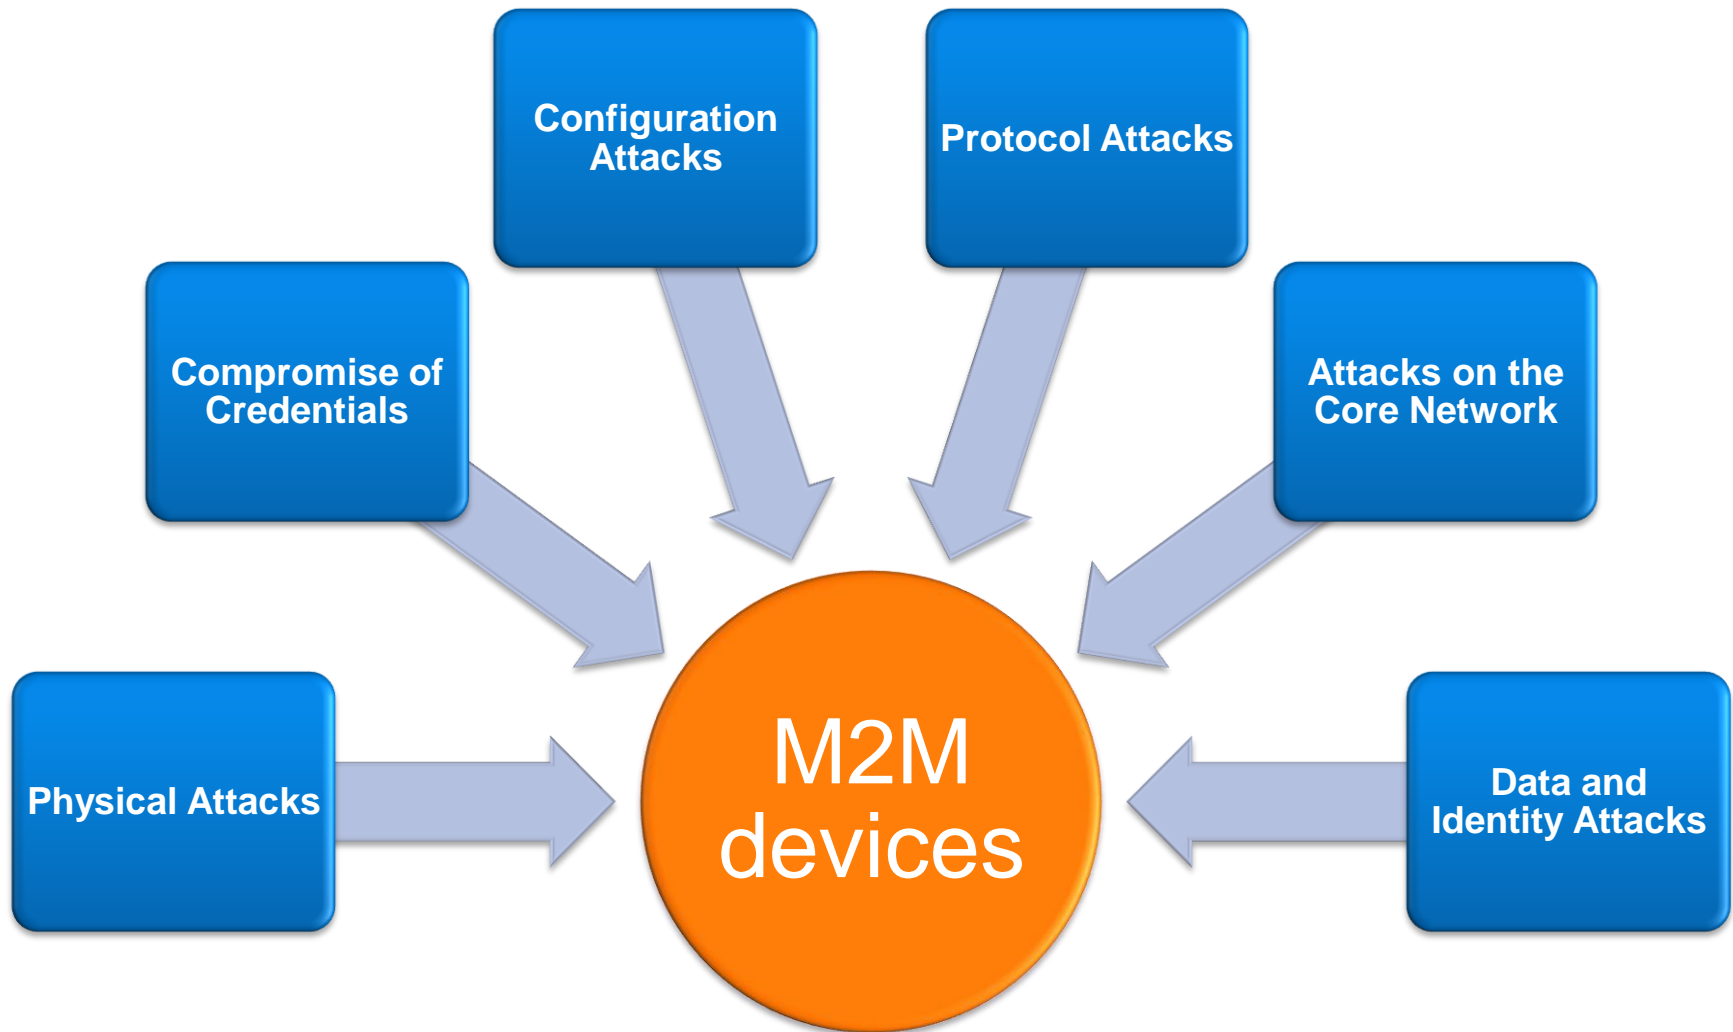 Configuration
Attacks
Protocol Attacks
Compromise of
Credentials
Attacks on the
Core Network
Physical Attacks
M2M
devices
Data and
Identity Attacks